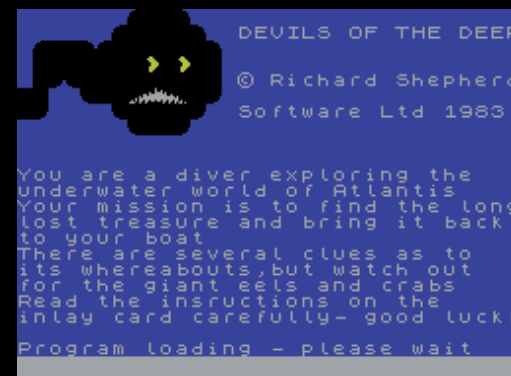 DEVILS OF THE DEEP
© Richard Shepherd
Software Ltd 1983
You are a diver exploring the
underwater world of Atlantis
Your mission is to find the long
lost treasure and bring it back
to your boat
There are several clues as to
its whereabouts,but watch out
for the giant eels and crabs
Read the insructions on the
inlay card carefully- good luck
Program loading - please wait